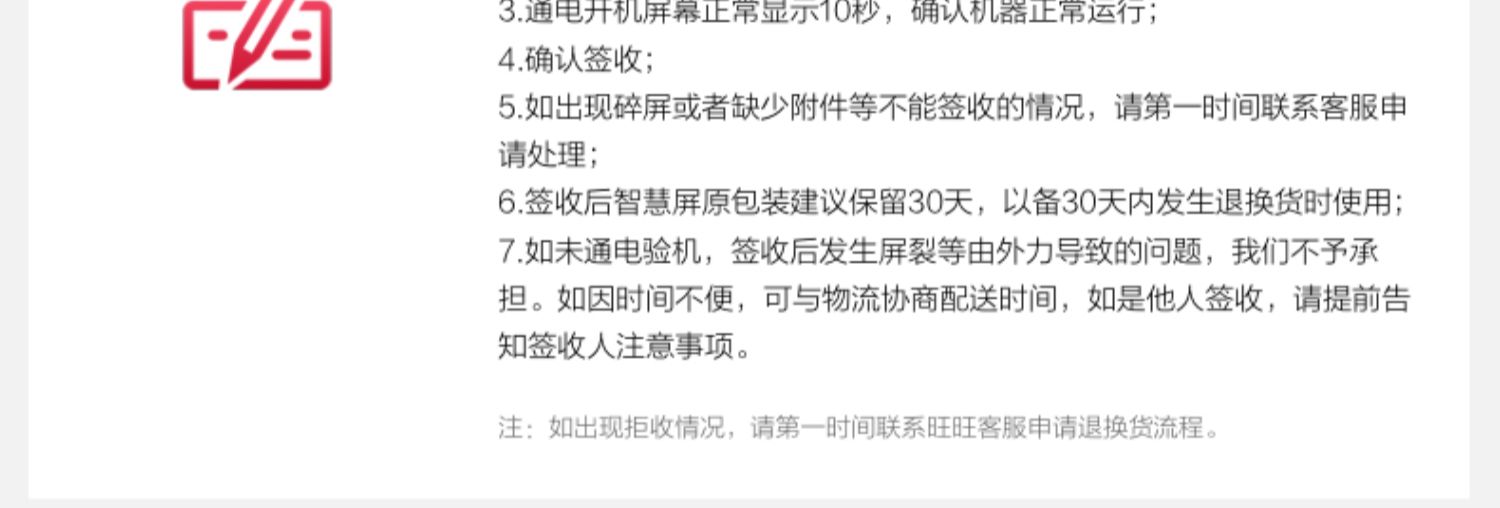 3.通电开机屏幕正常显示10秒，确认机器正常运行；
4.确认签收；
5.如出现碎屏或者缺少附件等不能签收的情况，请第一时间联系客服申
请处理；
6.签收后智慧屏原包装建议保留30天，以备30天内发生退换货时使用；
7.如未通电验机，签收后发生屏裂等由外力导致的问题，我们不予承
担。如因时间不便，可与物流协商配送时间，如是他人签收，请提前告
知签收人注意事项。
注：如出现拒收情况，请第一时间联系旺旺客服申请退换货流程。